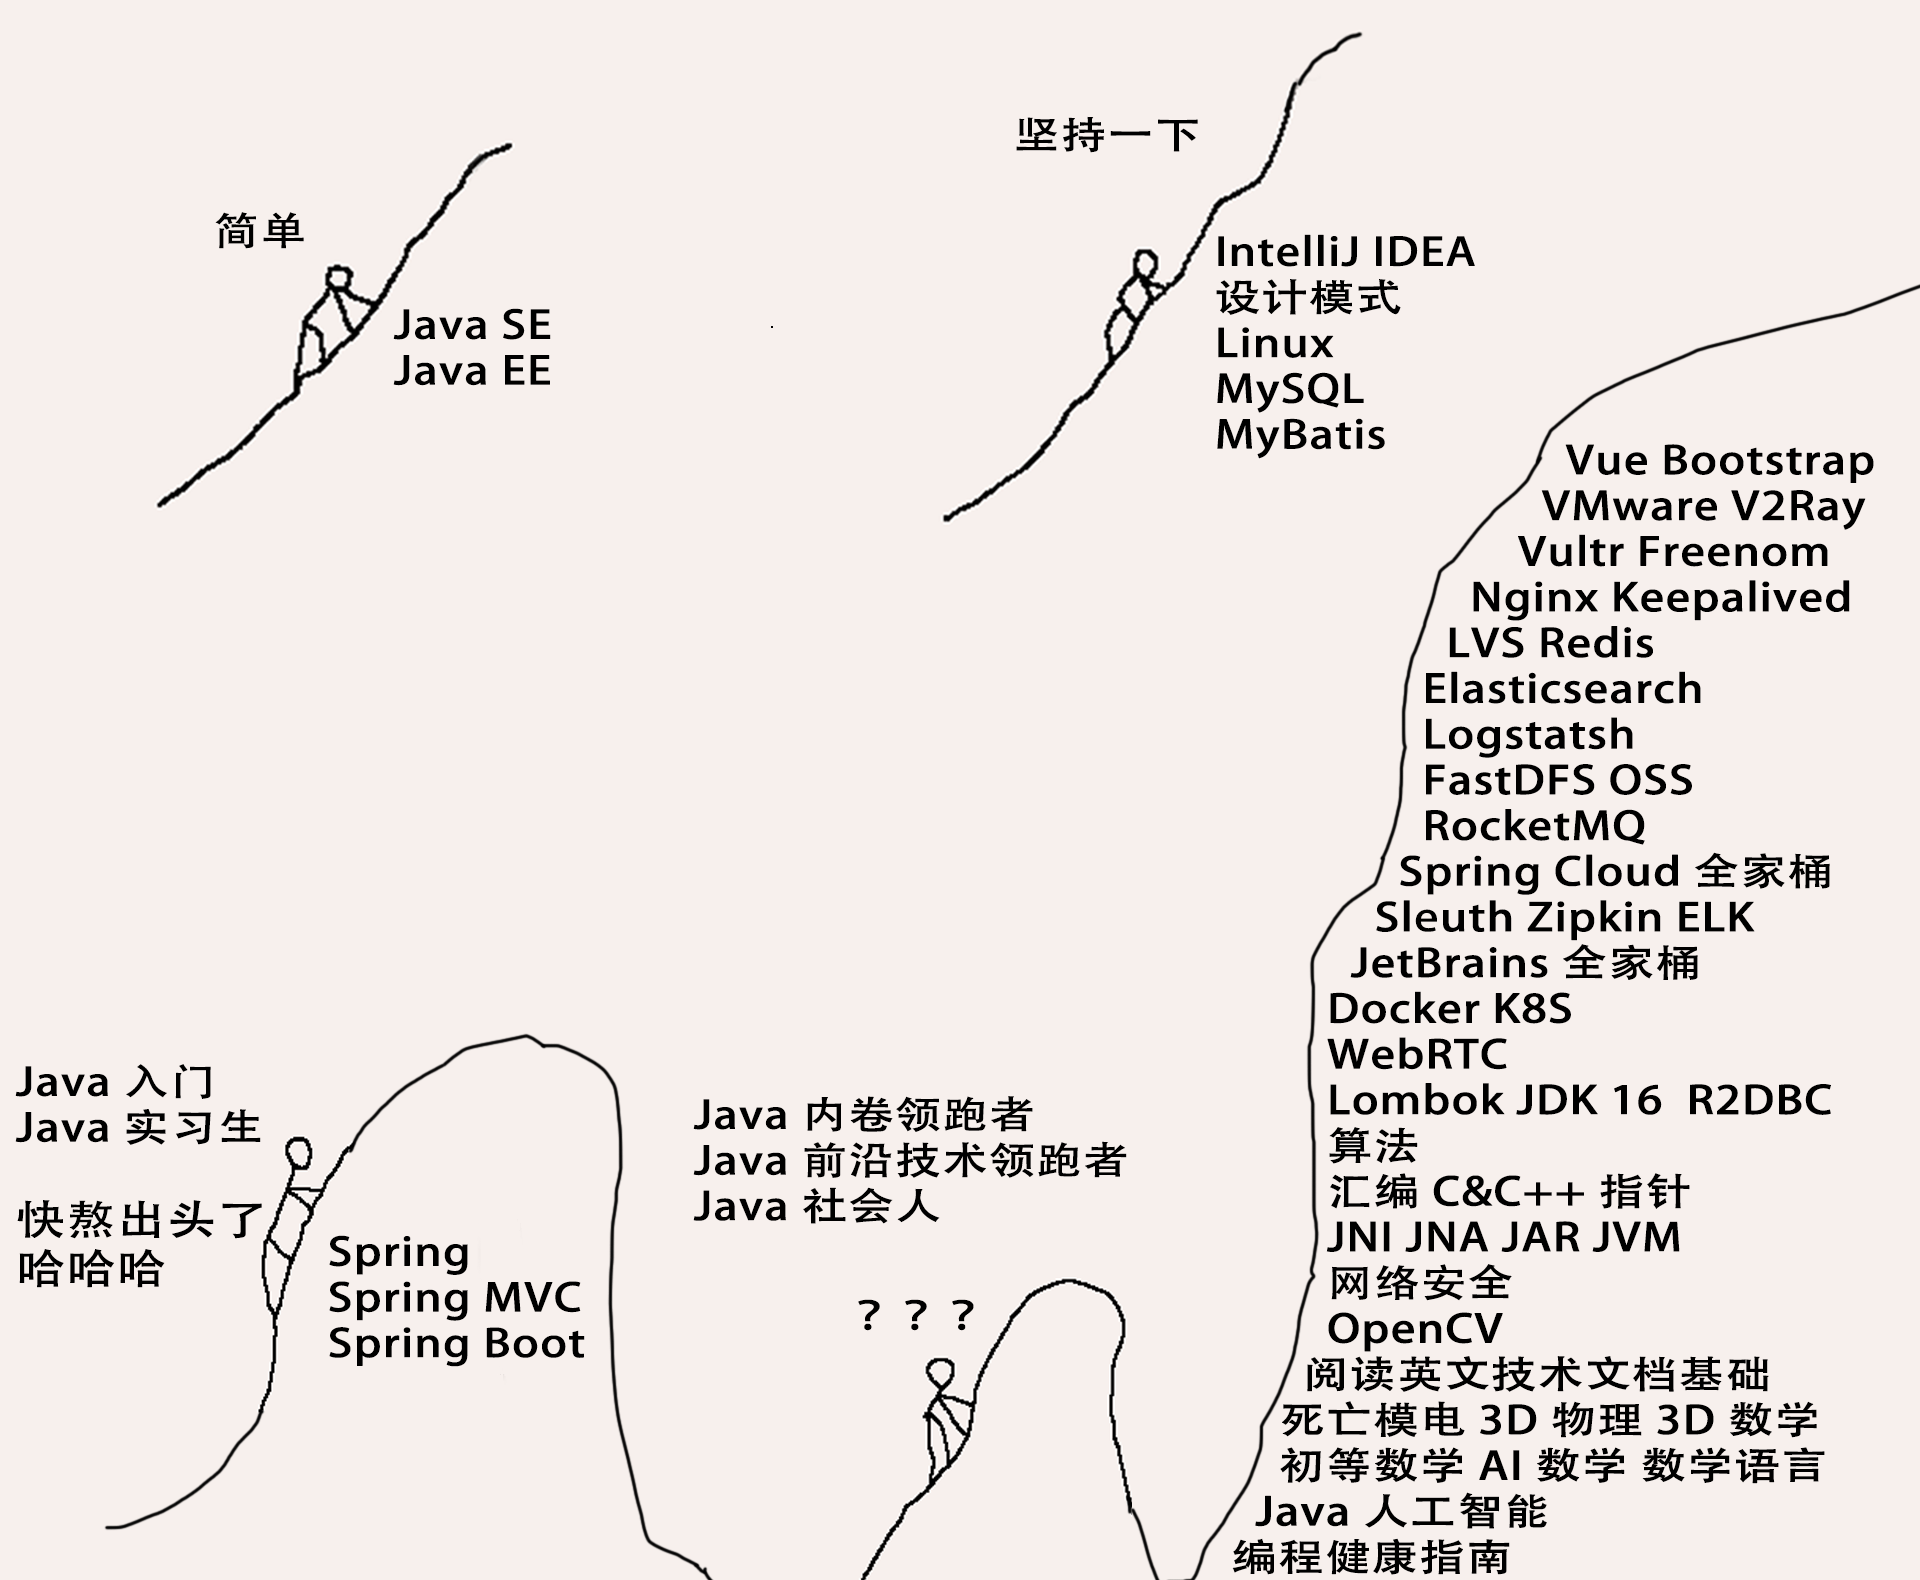 简单
Java SE
Java EE
坚持一下
IntelliJ IDEA
设计模式
Linux
MySQL
MyBatis
Java 入门
Java 实习生
快熬出头了
哈哈哈
Spring
Spring MVC
Spring Boot
Java 内卷领跑者
Java 前沿技术领跑者
Java 社会人
？？？
Vue Bootstrap
VMware V2Ray
Vultr Freenom
Nginx Keepalived
LVS Redis
Elasticsearch
Logstatsh
FastDFS OSS
RocketMQ
Spring Cloud 全家桶
Sleuth Zipkin ELK
JetBrains 全家桶
Docker K8S
WebRTC
Lombok JDK 16 R2DBC
算法
汇编 C&C++ 指针
JNI JNA JAR JVM
网络安全
OpenCV
阅读英文技术文档基础
死亡模电 3D 物理 3D 数学
初等数学 AI 数学 数学语言
Java 人工智能
编程健康指南